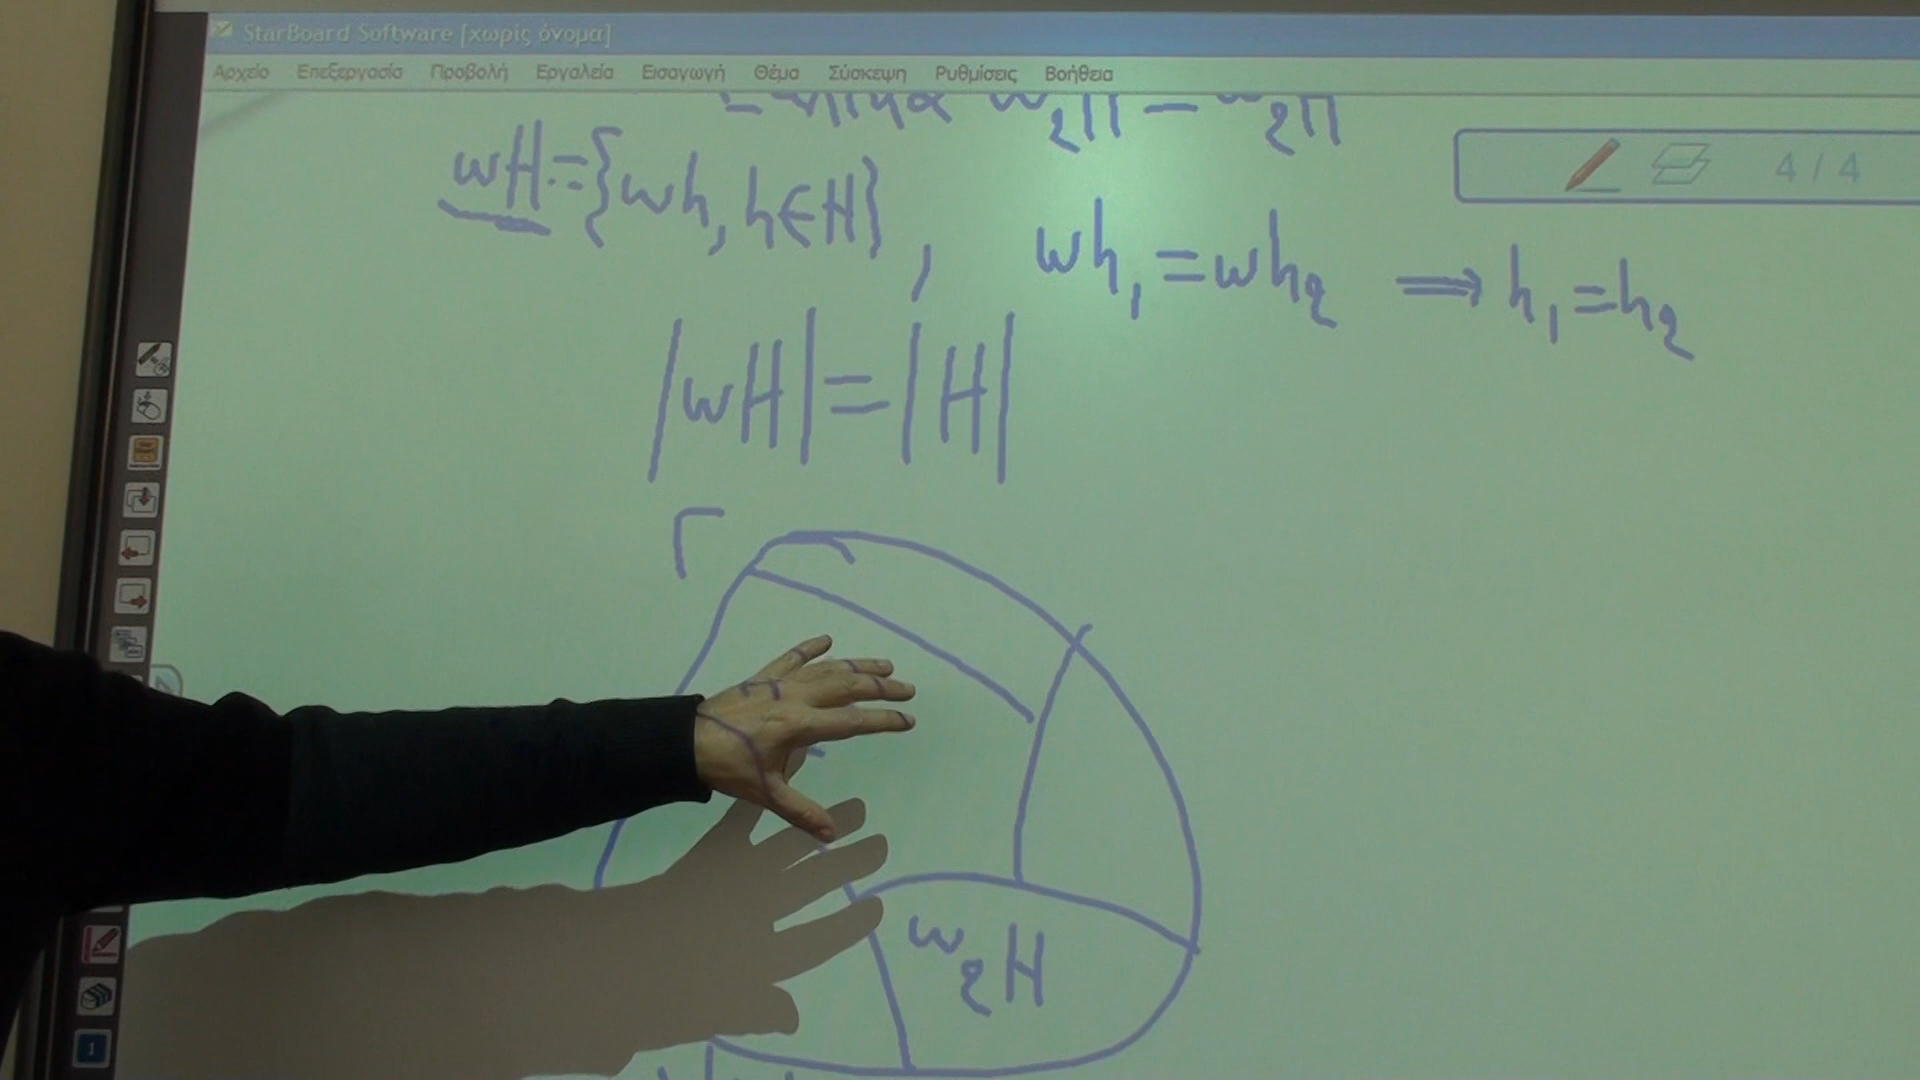 StarBoard Software [χωρίς όνομα]
Αρχείο Επεξεργασία Προβολή Εργαλεία Εισαγωγή Θέμα Σύσκεψη Ρυθμίσεις Βοήθεια
4 / 4
wH:={wh, h∈H},
wh₁=wh₂ ⟹ h₁=h₂
|wH|=|H|
Γ
w₂H
1